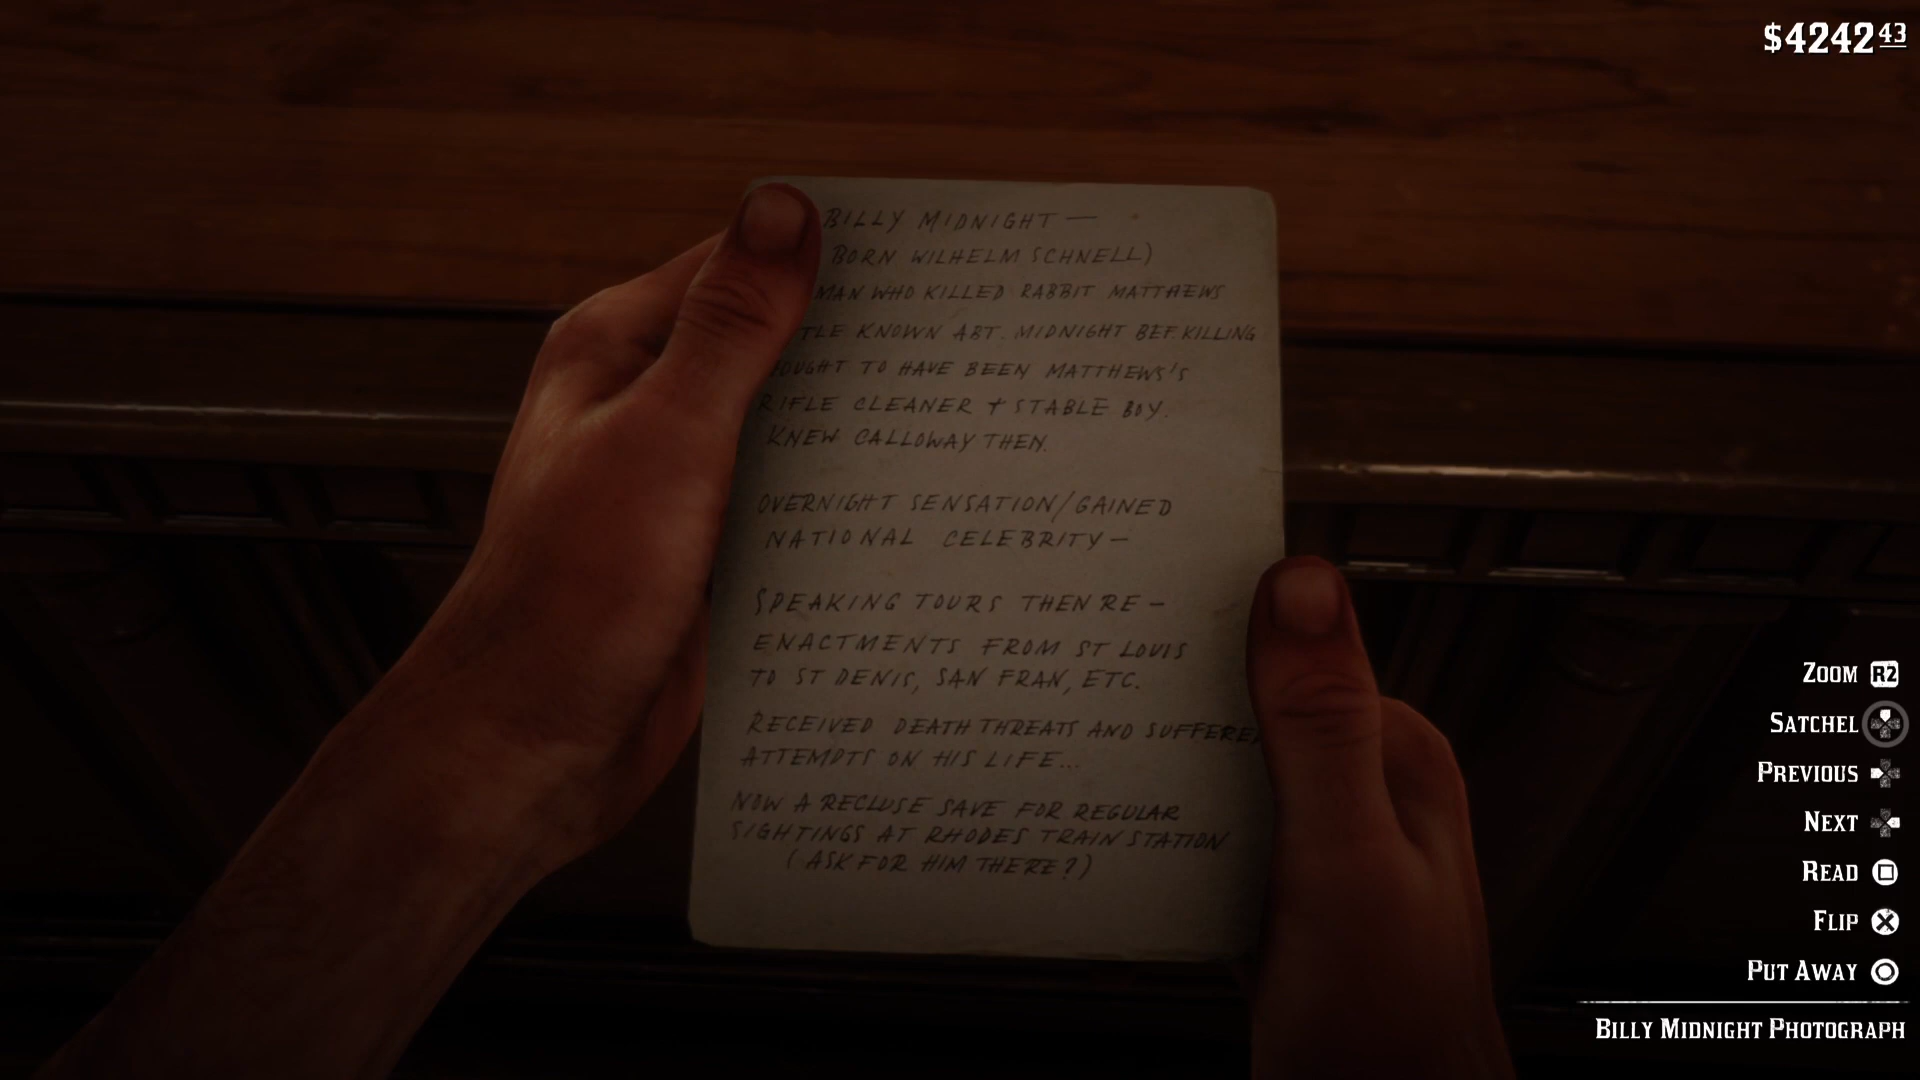 $4242 43
BILLY MIDNIGHT —
BORN WILHELM SCHNELL)
MAN WHO KILLED RABBIT MATTHEWS
TLE KNOWN ABT. MIDNIGHT BEF. KILLING
OUGHT TO HAVE BEEN MATTHEWS'S
RIFLE CLEANER + STABLE BOY.
KNEW CALLOWAY THEN.
OVERNIGHT SENSATION/GAINED
NATIONAL CELEBRITY —
SPEAKING TOURS THEN RE-
ENACTMENTS FROM ST LOUIS
TO ST DENIS, SAN FRAN, ETC.
RECEIVED DEATH THREATS AND SUFFERE
ATTEMPTS ON HIS LIFE...
NOW A RECLUSE SAVE FOR REGULAR
SIGHTINGS AT RHODES TRAIN STATION
(ASK FOR HIM THERE?)
ZOOM R2
SATCHEL
PREVIOUS
NEXT
READ
FLIP
PUT AWAY
BILLY MIDNIGHT PHOTOGRAPH